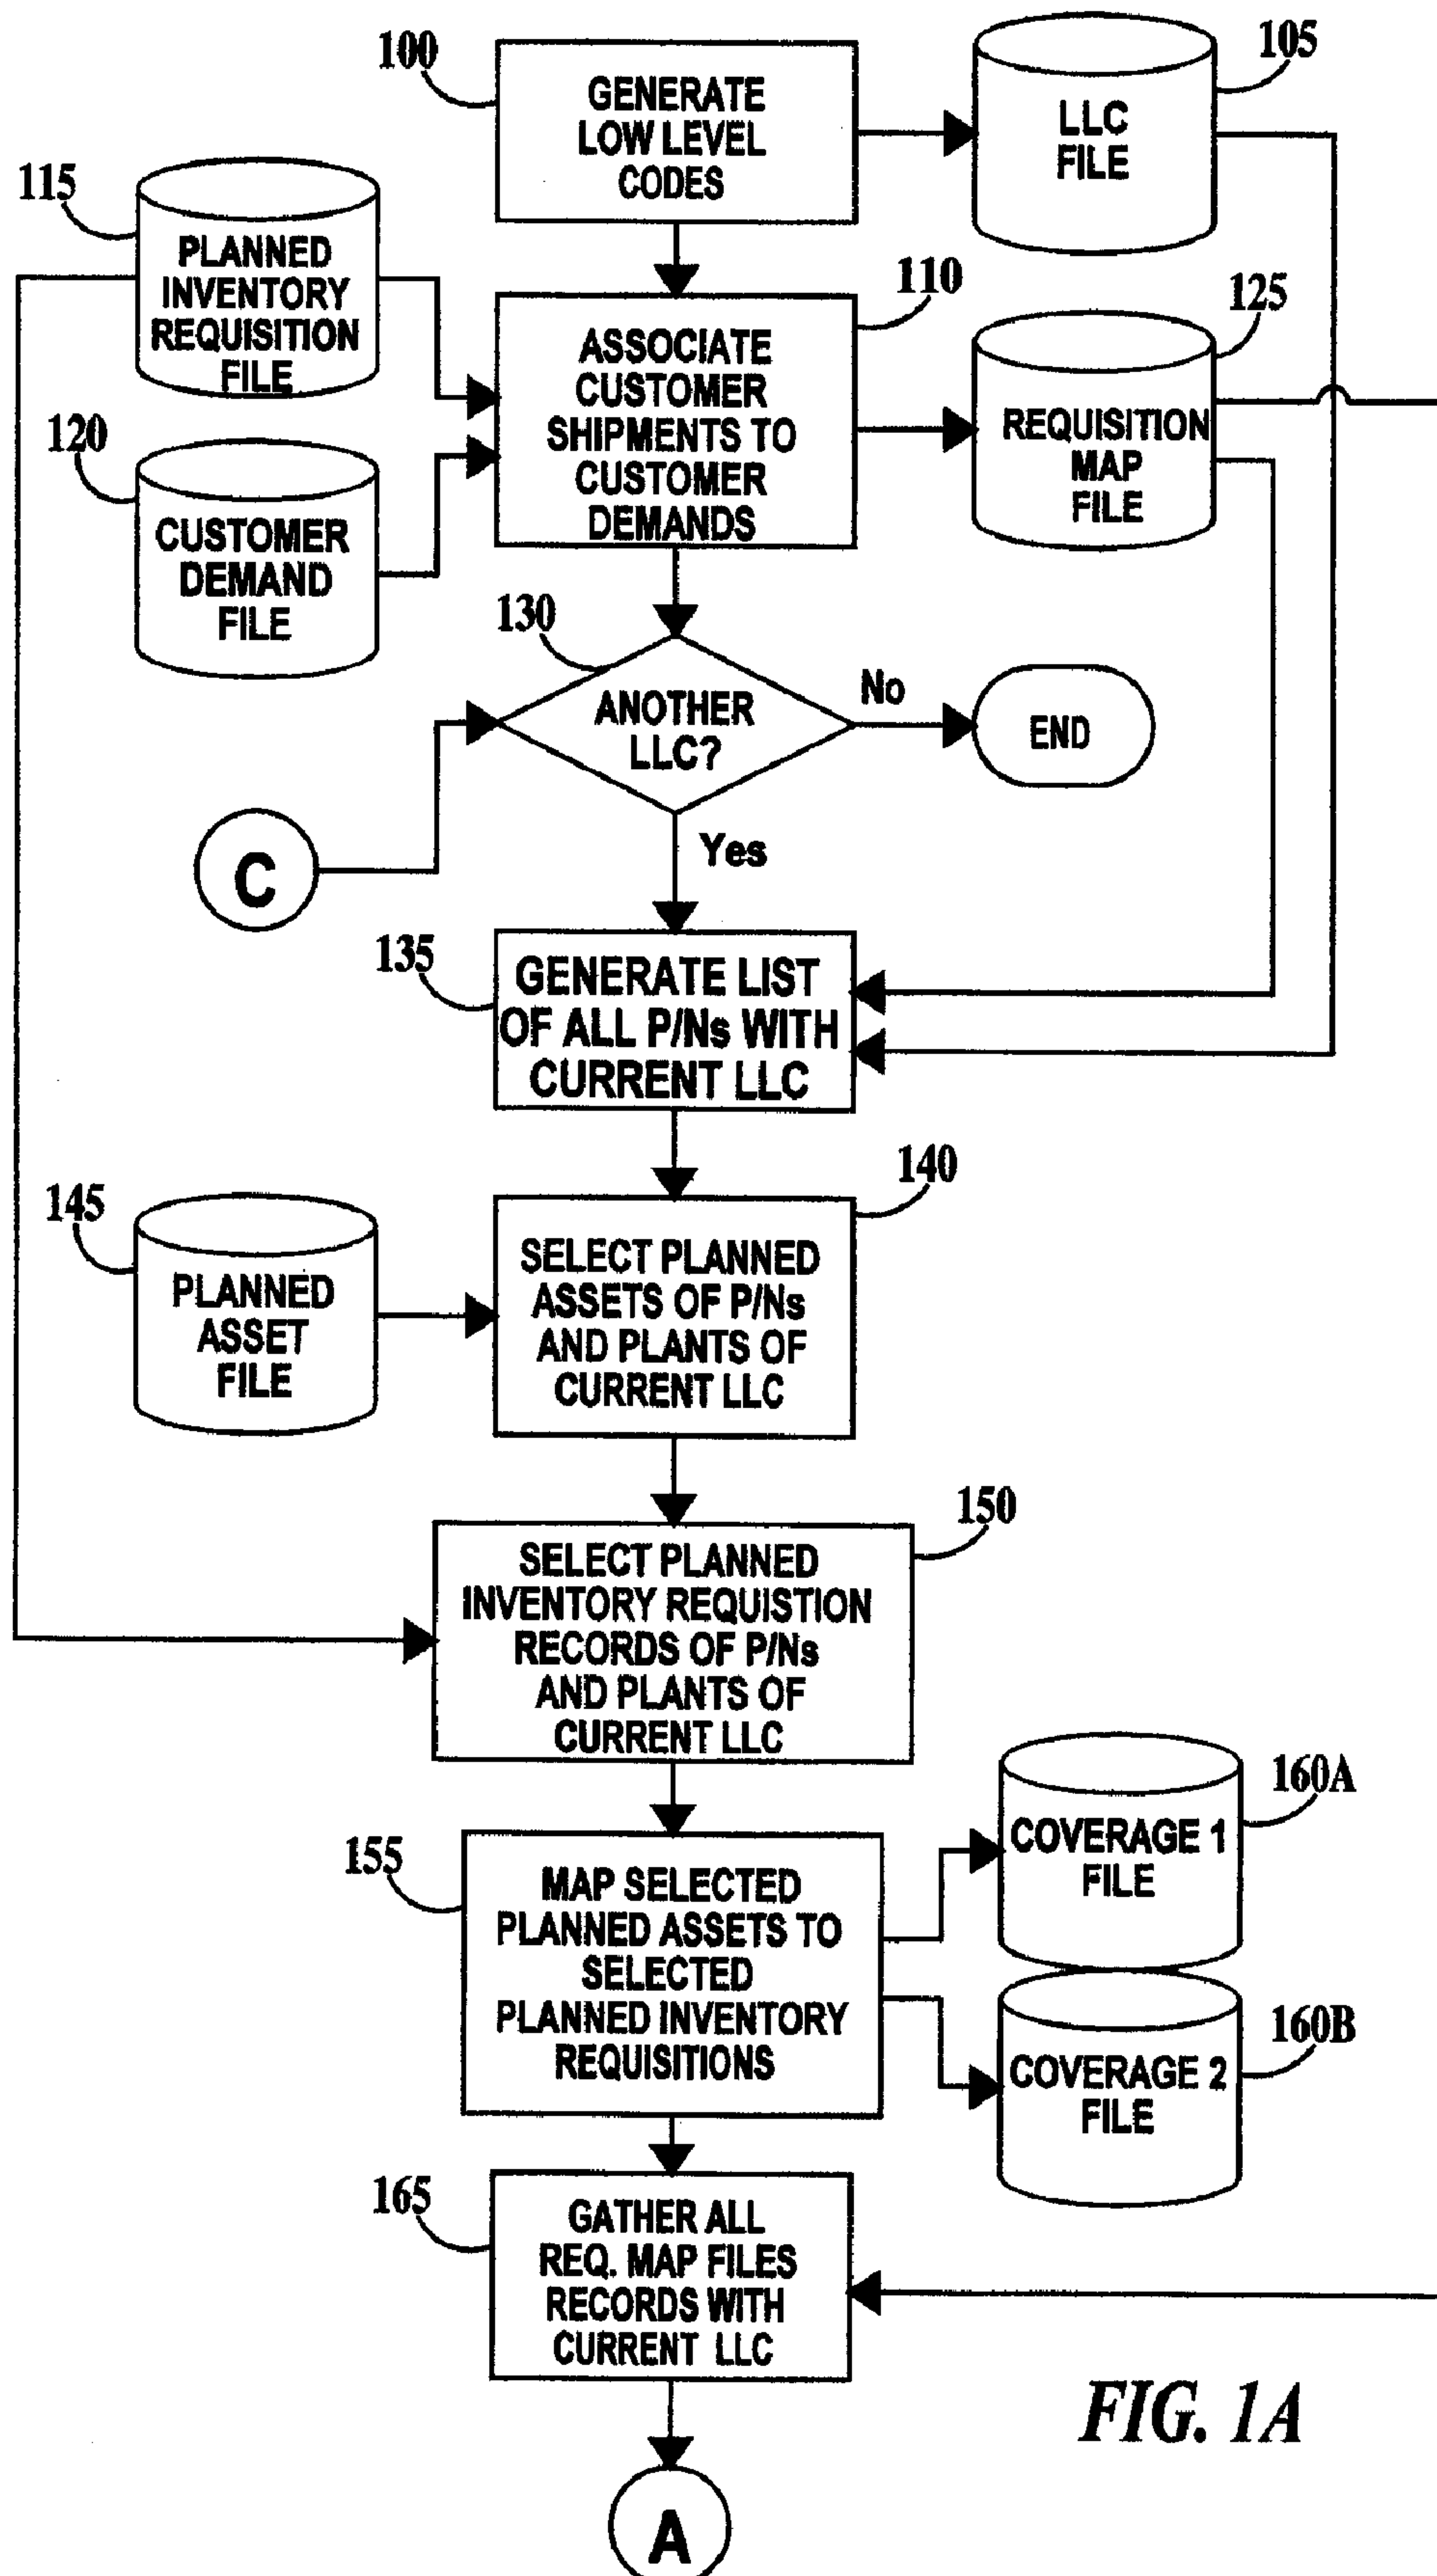 100
GENERATE
LOW LEVEL
CODES
105
LLC
FILE
115
PLANNED
INVENTORY
REQUISITION
FILE
110
ASSOCIATE
CUSTOMER
SHIPMENTS TO
CUSTOMER
DEMANDS
125
REQUISITION
MAP
FILE
120
CUSTOMER
DEMAND
FILE
130
ANOTHER
LLC?
No
END
Yes
C
135
GENERATE LIST
OF ALL P/Ns WITH
CURRENT LLC
140
145
PLANNED
ASSET
FILE
SELECT PLANNED
ASSETS OF P/Ns
AND PLANTS OF
CURRENT LLC
150
SELECT PLANNED
INVENTORY REQUISTION
RECORDS OF P/Ns
AND PLANTS OF
CURRENT LLC
155
MAP SELECTED
PLANNED ASSETS TO
SELECTED
PLANNED INVENTORY
REQUISITIONS
160A
COVERAGE 1
FILE
160B
COVERAGE 2
FILE
165
GATHER ALL
REQ. MAP FILES
RECORDS WITH
CURRENT LLC
FIG. 1A
A